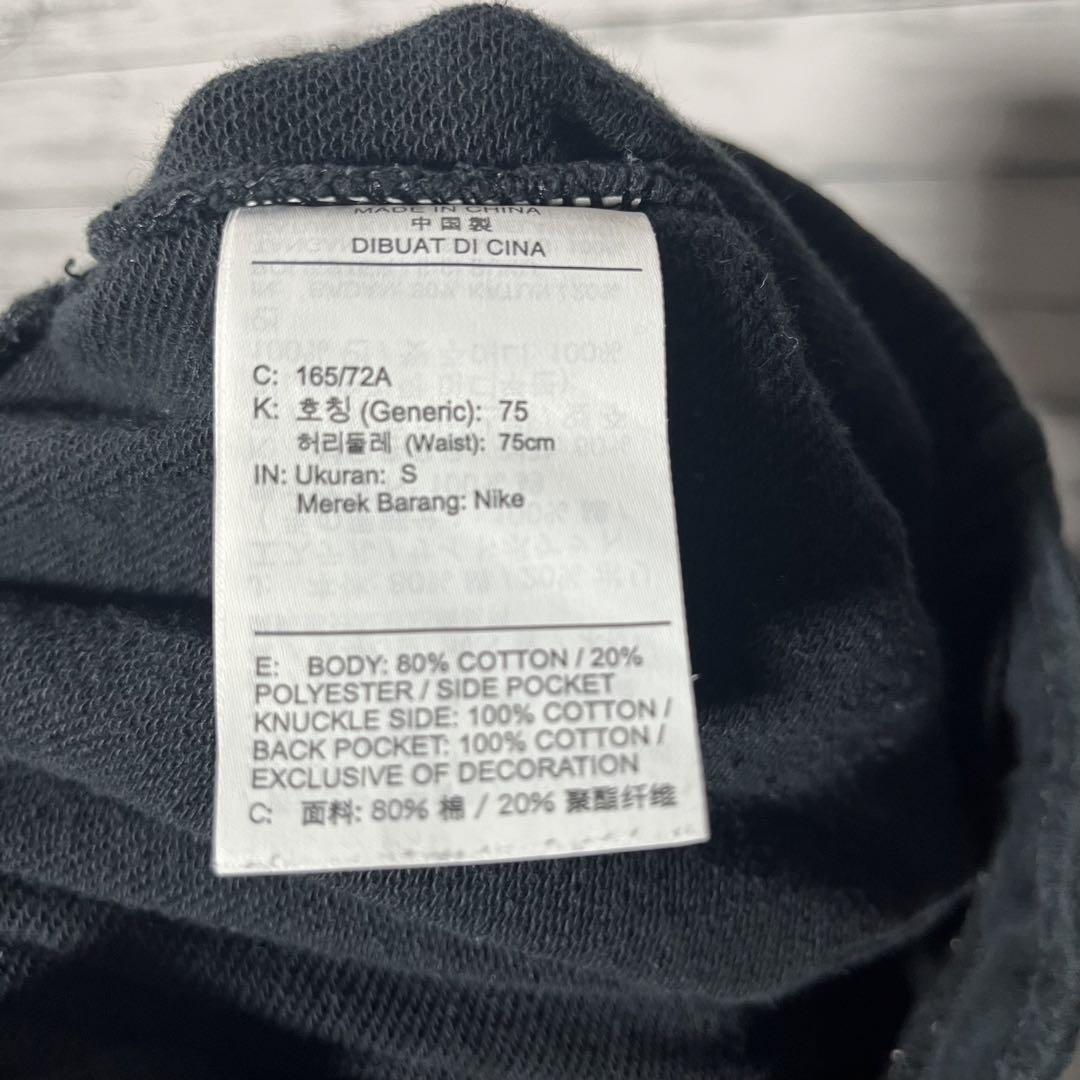 MADE IN CHINA
中国製
DIBUAT DI CINA
C: 165/72A
K: 호칭 (Generic): 75
허리둘레 (Waist): 75cm
IN: Ukuran: S
Merek Barang: Nike
E: BODY: 80% COTTON / 20%
POLYESTER / SIDE POCKET
KNUCKLE SIDE: 100% COTTON /
BACK POCKET: 100% COTTON /
EXCLUSIVE OF DECORATION
C: 面料: 80% 棉 / 20% 聚酯纤维